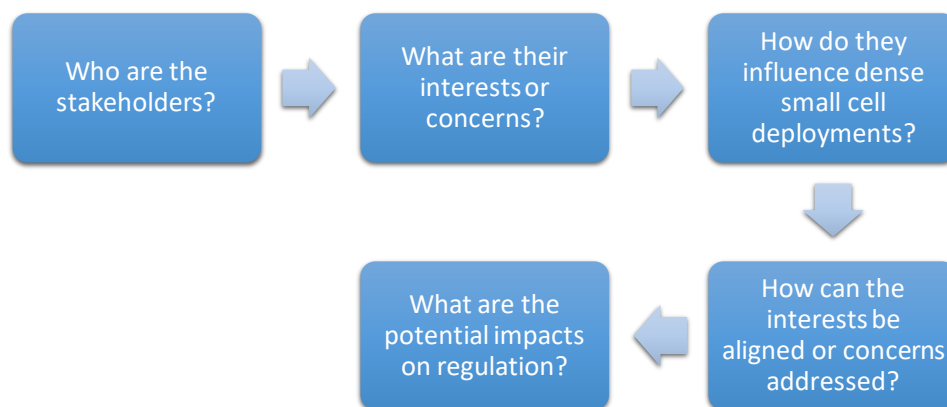 Who are the
stakeholders?
What are their
interests or
concerns?
How do they
influence dense
small cell
deployments?
How can the
interests be
aligned or concerns
addressed?
What are the
potential impacts
on regulation?